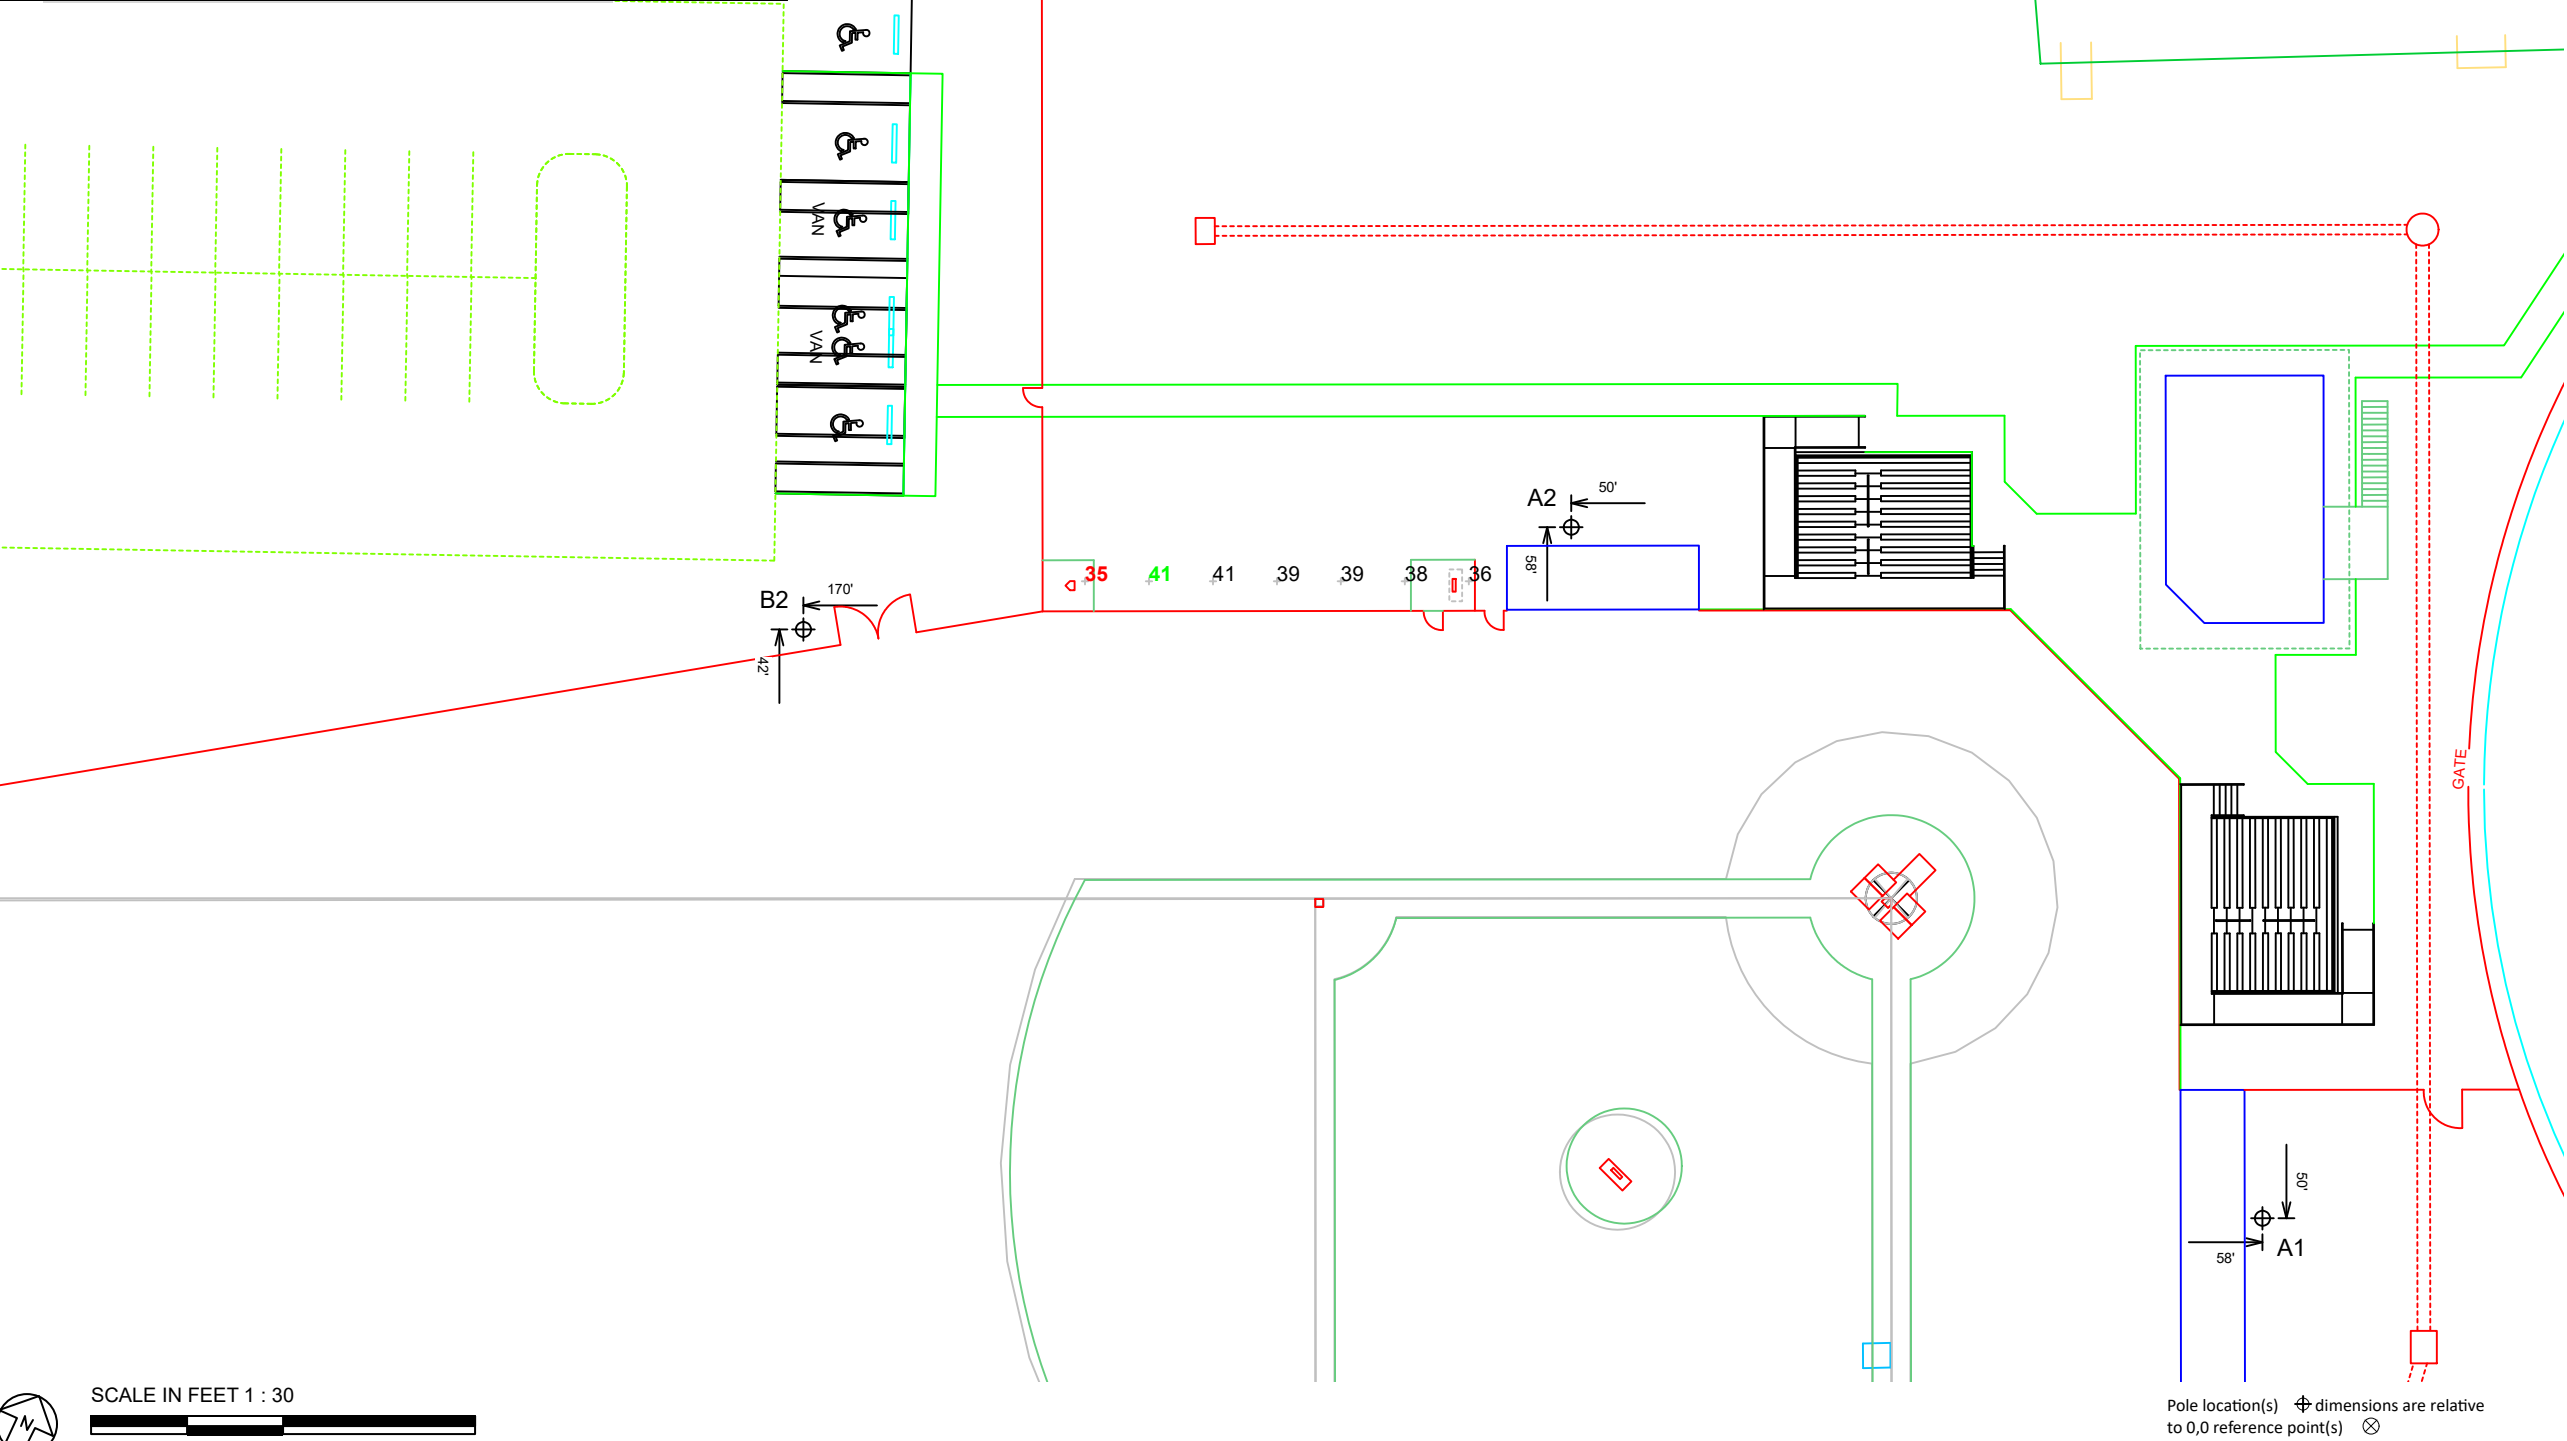 VAN
VAN
A2
50'
58'
35
41
41
39
39
38
36
B2
170'
42'
GATE
50'
58'
A1
SCALE IN FEET 1 : 30
N
Pole location(s) dimensions are relative
to 0,0 reference point(s)